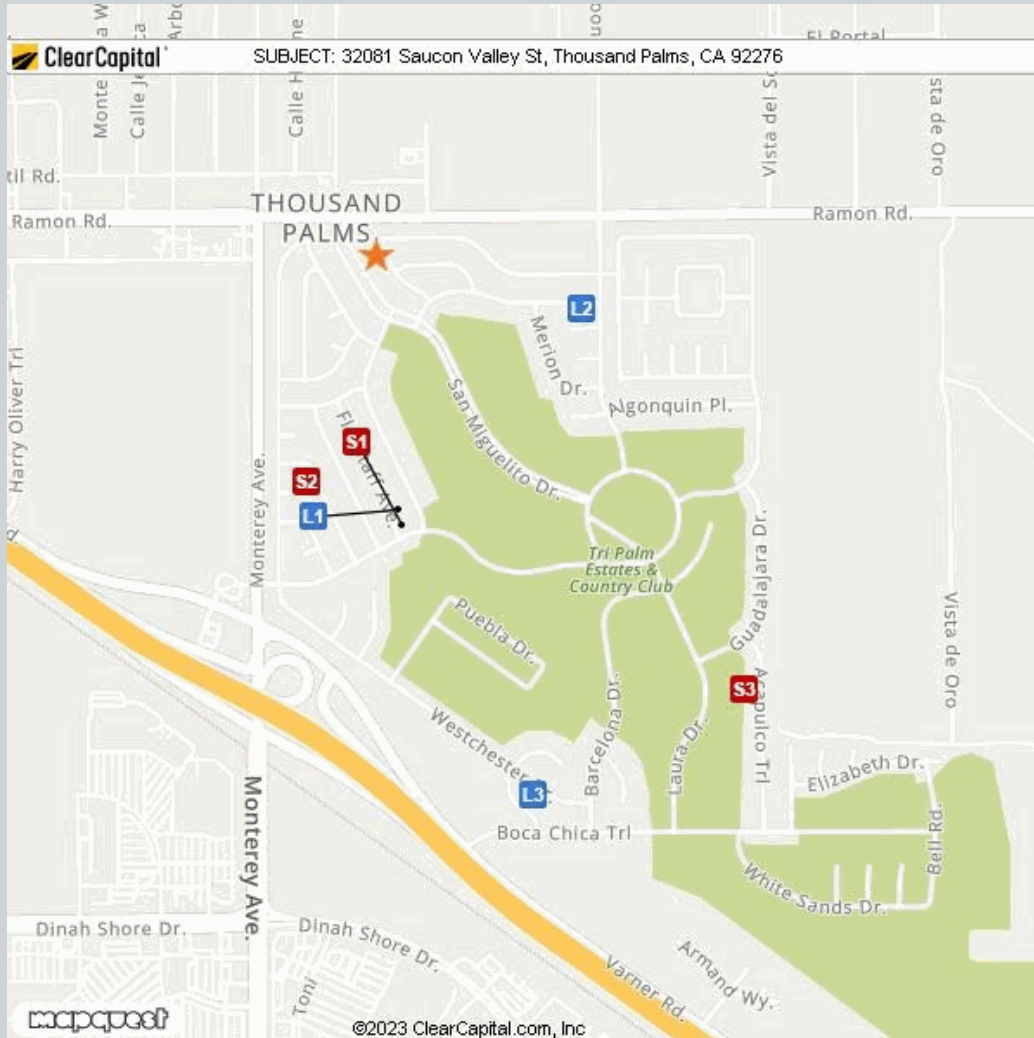 ClearCapital
SUBJECT: 32081 Saucon Valley St, Thousand Palms, CA 92276
El Portal
Vista del
Ramon Rd.
THOUSAND
PALMS
Ramon Rd.
L2
Merion
Dr.
Algonquin Pl.
Harry Oliver Trl
San Miguelito Dr.
S1
S2
L1
Monterey Ave.
Tri Palm
Estates &
Country Club
Guadalajara Dr.
Puebla Dr.
Vista de Oro
S3
Acapulco Trl
Barcelona Dr.
Laura Dr.
Westchester
L3
Elizabeth Dr.
Boca Chica Trl
Bell Rd.
Monterey Ave.
White Sands Dr.
Dinah Shore Dr.
Dinah Shore Dr.
Armand Wy.
Varner Rd.
Toni
mapquest
©2023 ClearCapital.com, Inc